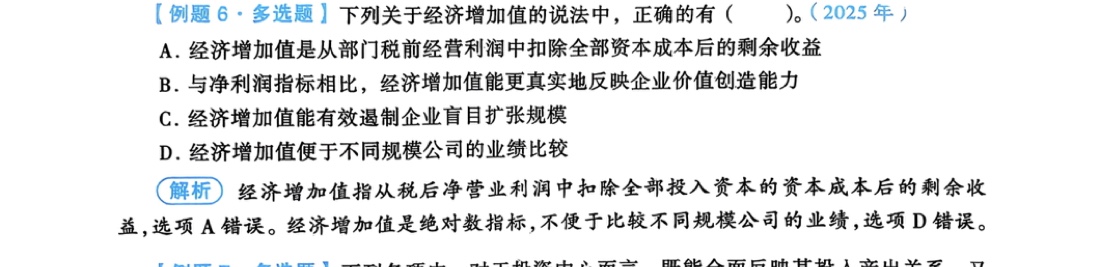 【例题 6·多选题】下列关于经济增加值的说法中，正确的有（　　）。（2025 年）
A. 经济增加值是从部门税前经营利润中扣除全部资本成本后的剩余收益
B. 与净利润指标相比，经济增加值能更真实地反映企业价值创造能力
C. 经济增加值能有效遏制企业盲目扩张规模
D. 经济增加值便于不同规模公司的业绩比较
解析 经济增加值指从税后净营业利润中扣除全部投入资本的资本成本后的剩余收
益,选项 A 错误。经济增加值是绝对数指标,不便于比较不同规模公司的业绩,选项 D 错误。